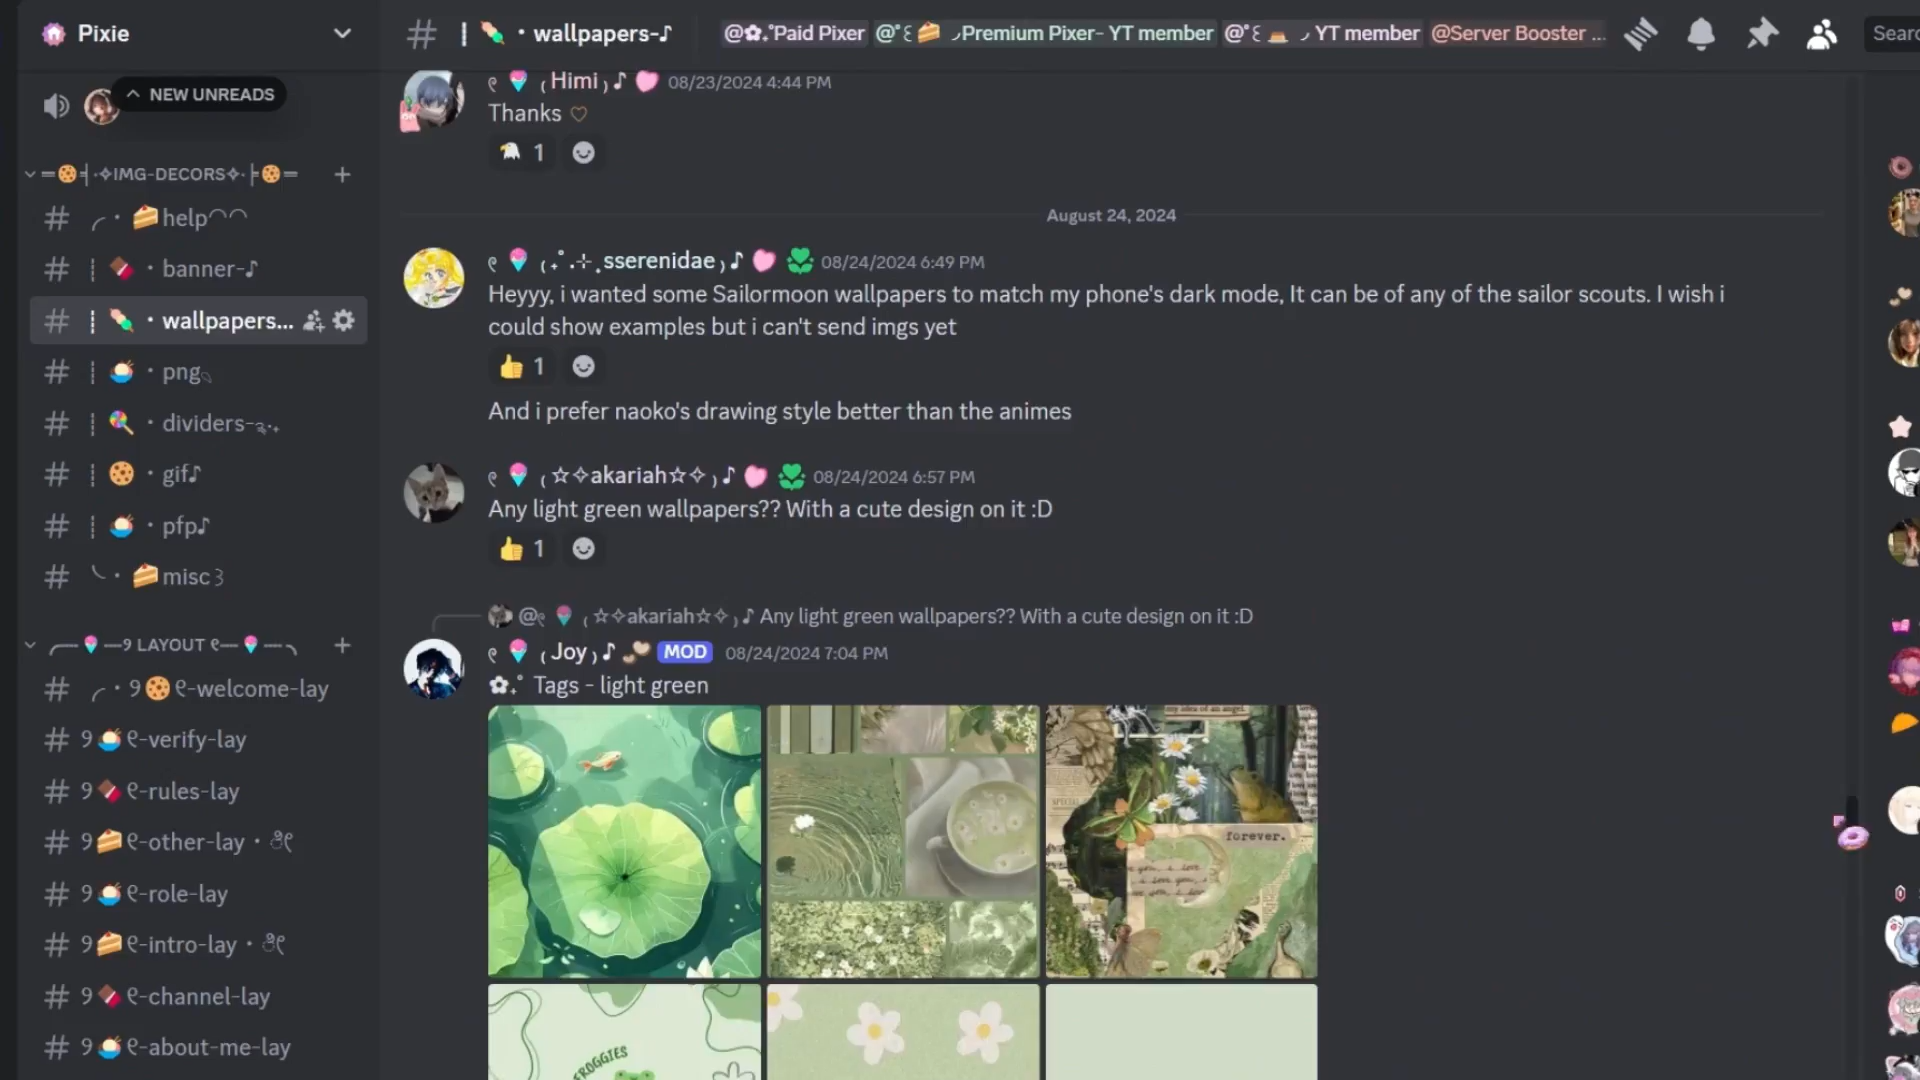 Pixie
NEW UNREADS
IMG-DECORS
help
banner-♪
wallpapers...
png
dividers-
gif♪
pfp♪
misc
LAYOUT
-welcome-lay
-verify-lay
-rules-lay
-other-lay
-role-lay
-intro-lay
-channel-lay
-about-me-lay
wallpapers-♪
@✿.°Paid Pixer
Premium Pixer- YT member
YT member
@Server Booster ...
Himi ♪ 08/23/2024 4:44 PM
Thanks ♡
1
August 24, 2024
sserenidae ♪ 08/24/2024 6:49 PM
Heyyy, i wanted some Sailormoon wallpapers to match my phone's dark mode, It can be of any of the sailor scouts. I wish i
could show examples but i can't send imgs yet
1
And i prefer naoko's drawing style better than the animes
☆✧akariah☆✧ ♪ 08/24/2024 6:57 PM
Any light green wallpapers?? With a cute design on it :D
1
☆✧akariah☆✧ ♪ Any light green wallpapers?? With a cute design on it :D
Joy ♪ MOD 08/24/2024 7:04 PM
✿.° Tags - light green
my idea of an angel.
SPECIAL
forever.
FROGGIES